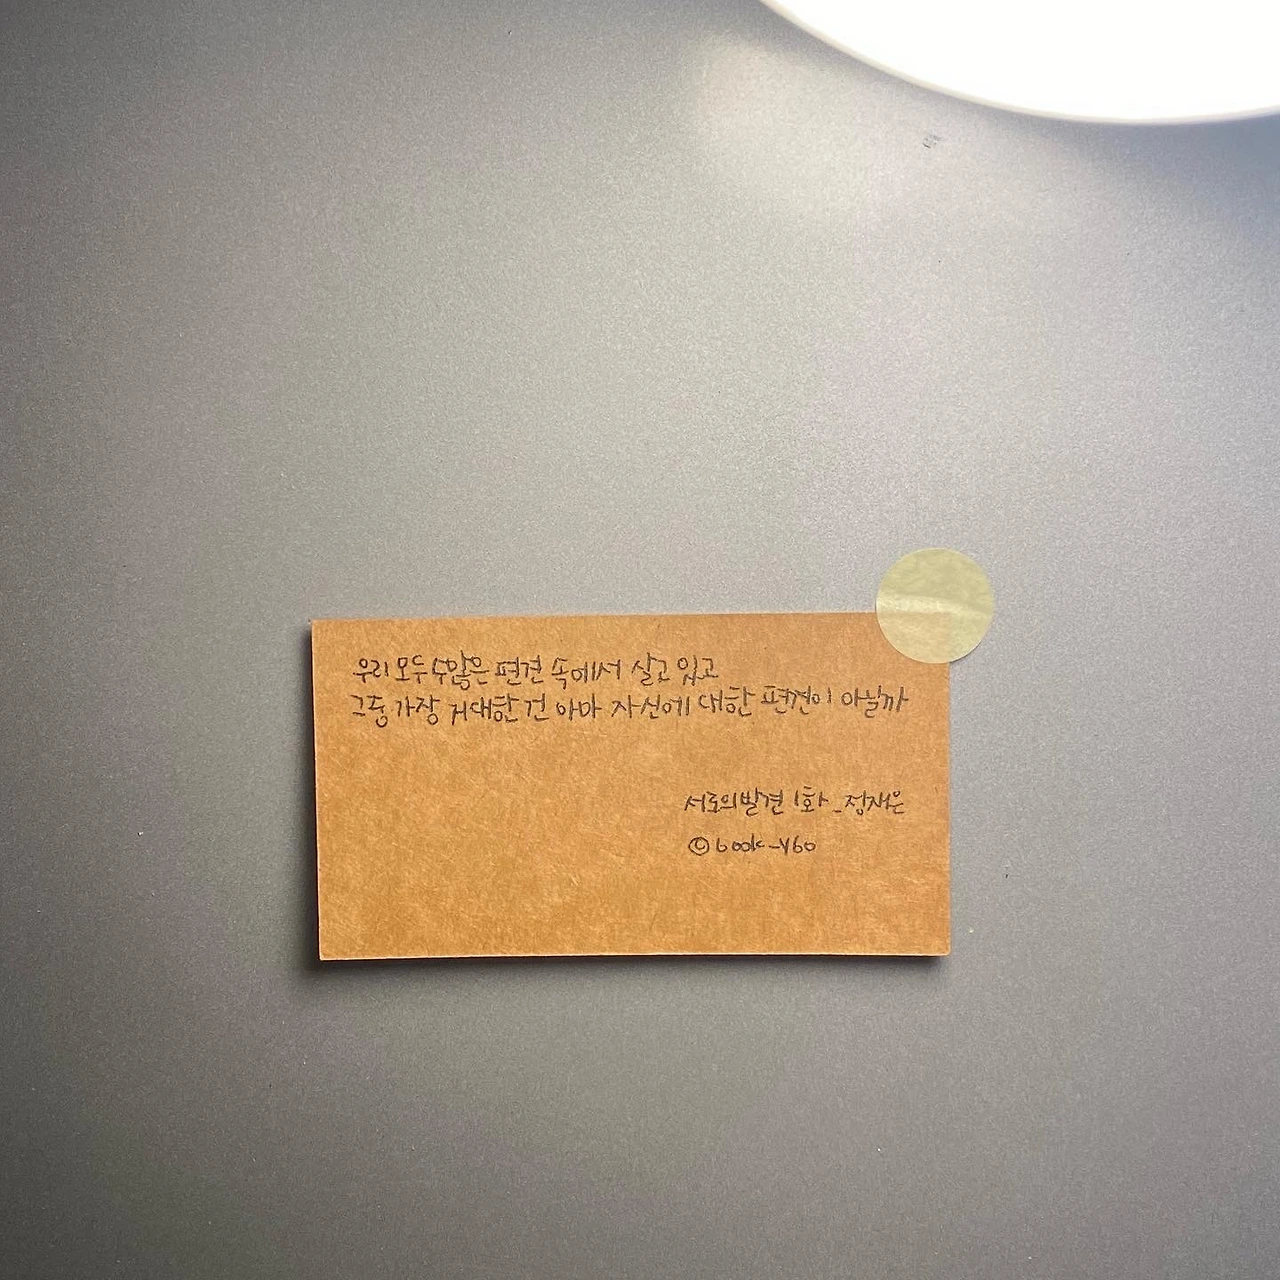 우리 모두 수많은 편견 속에서 살고 있고
그중 가장 거대한 건 아마 자신에 대한 편견이 아닐까
서로의발견 1화 _정재은
©book_y60